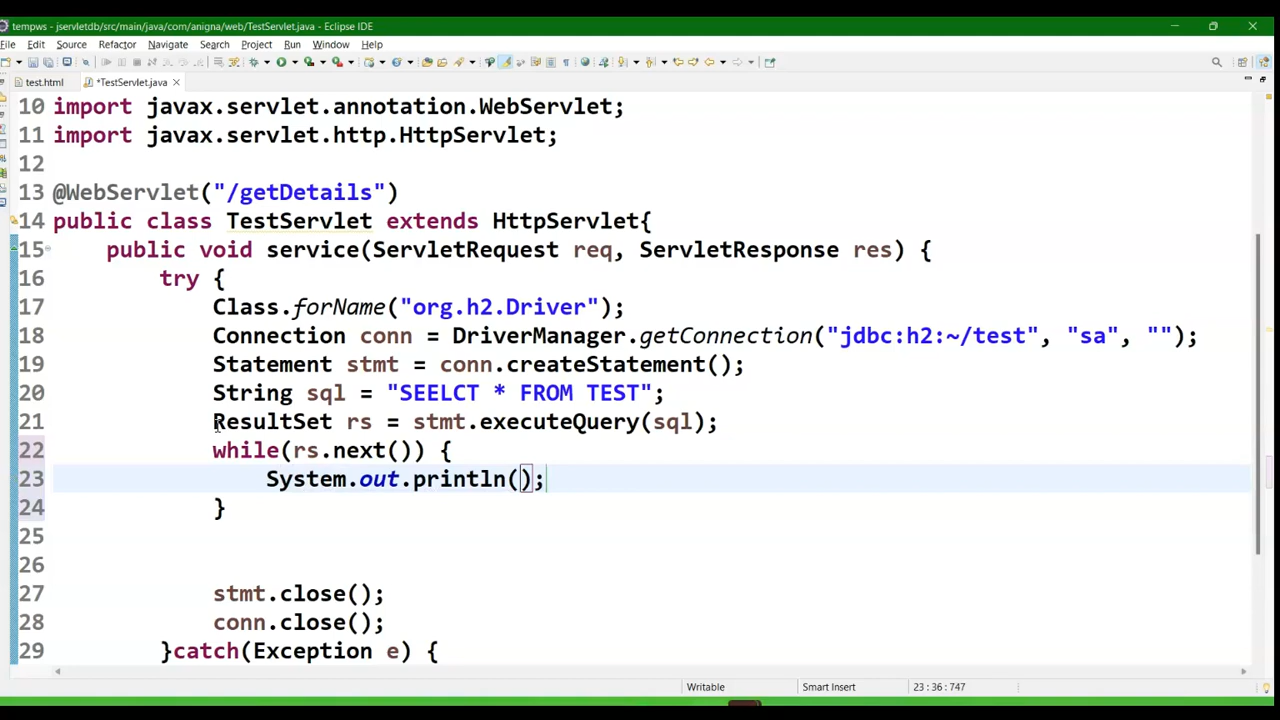 tempws - jservletdb/src/main/java/com/anigna/web/TestServlet.java - Eclipse IDE
File Edit Source Refactor Navigate Search Project Run Window Help
test.html *TestServlet.java
10 import javax.servlet.annotation.WebServlet;
11 import javax.servlet.http.HttpServlet;
12
13 @WebServlet("/getDetails")
14 public class TestServlet extends HttpServlet{
15 public void service(ServletRequest req, ServletResponse res) {
16 try {
17 Class.forName("org.h2.Driver");
18 Connection conn = DriverManager.getConnection("jdbc:h2:~/test", "sa", "");
19 Statement stmt = conn.createStatement();
20 String sql = "SEELCT * FROM TEST";
21 ResultSet rs = stmt.executeQuery(sql);
22 while(rs.next()) {
23 System.out.println();
24 }
25
26
27 stmt.close();
28 conn.close();
29 }catch(Exception e) {
Writable Smart Insert 23 : 36 : 747